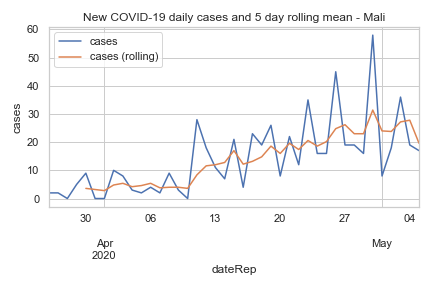 New COVID-19 daily cases and 5 day rolling mean - Mali
cases
cases (rolling)
60
50
40
30
20
10
0
cases
30
06
13
20
27
04
Apr
2020
May
dateRep